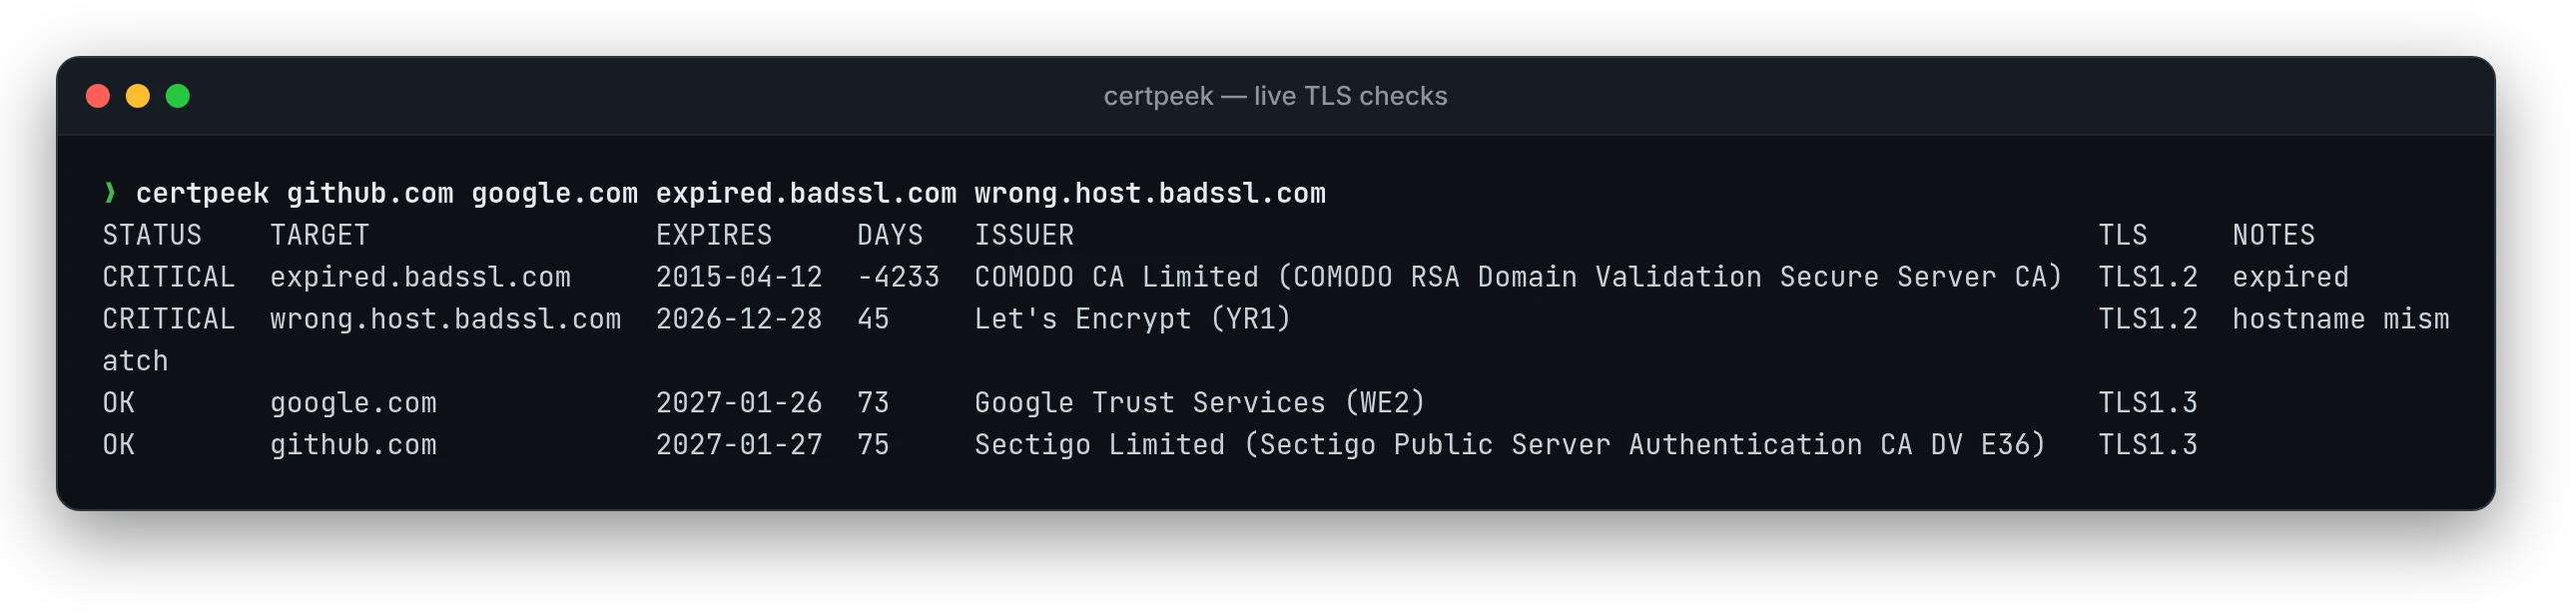 certpeek — live TLS checks
❯ certpeek github.com google.com expired.badssl.com wrong.host.badssl.com
STATUS    TARGET                 EXPIRES     DAYS   ISSUER                                                             TLS     NOTES
CRITICAL  expired.badssl.com     2015-04-12  -4233  COMODO CA Limited (COMODO RSA Domain Validation Secure Server CA)  TLS1.2  expired
CRITICAL  wrong.host.badssl.com  2026-12-28  45     Let's Encrypt (YR1)                                                TLS1.2  hostname mism
atch
OK        google.com             2027-01-26  73     Google Trust Services (WE2)                                        TLS1.3
OK        github.com             2027-01-27  75     Sectigo Limited (Sectigo Public Server Authentication CA DV E36)   TLS1.3